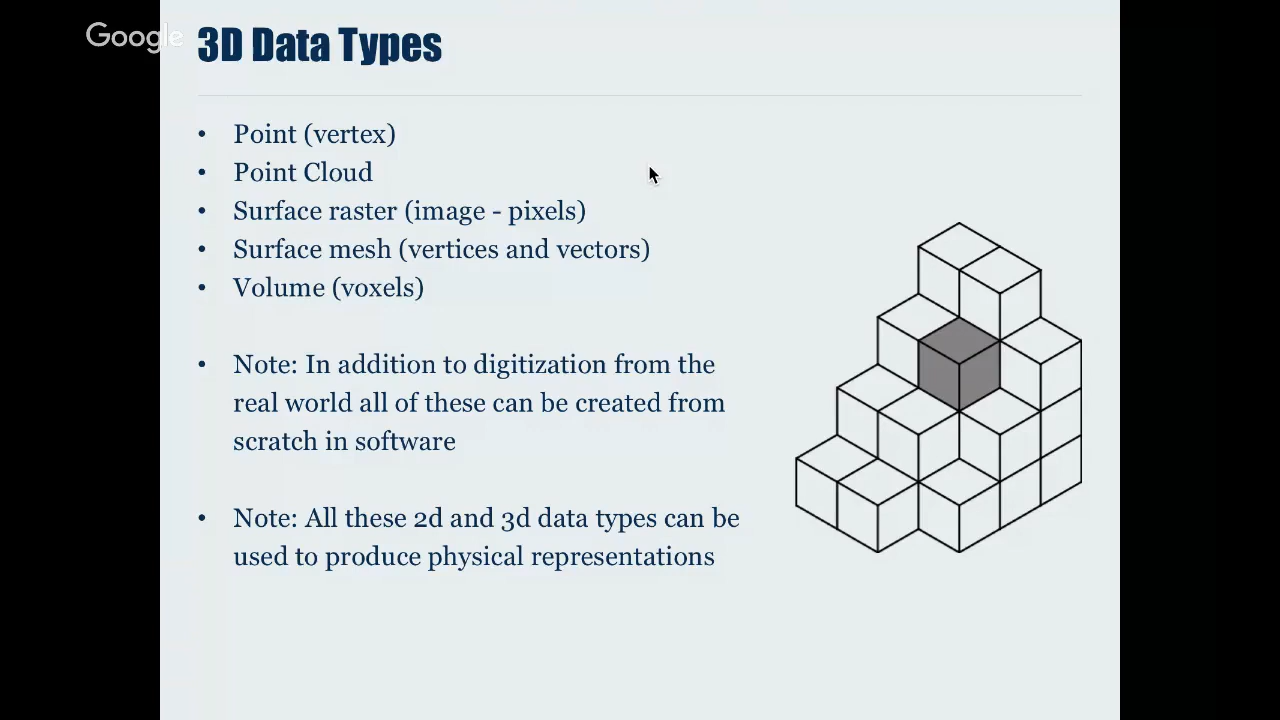 Google
3D Data Types
• Point (vertex)
• Point Cloud
• Surface raster (image - pixels)
• Surface mesh (vertices and vectors)
• Volume (voxels)
• Note: In addition to digitization from the
real world all of these can be created from
scratch in software
• Note: All these 2d and 3d data types can be
used to produce physical representations